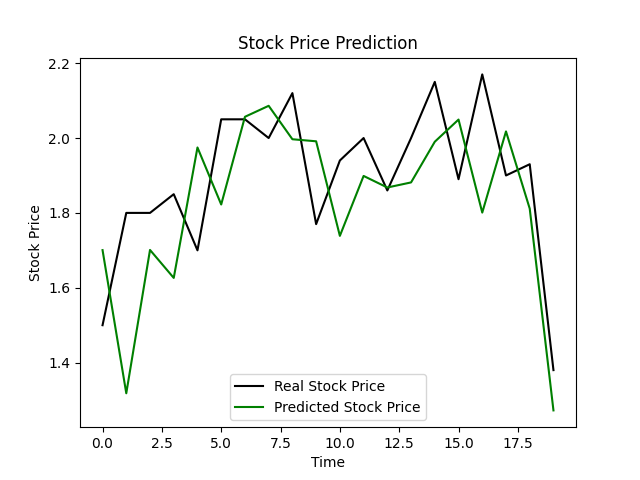 Stock Price Prediction
2.2
2.0
1.8
1.6
1.4
Stock Price
Real Stock Price
Predicted Stock Price
0.0 2.5 5.0 7.5 10.0 12.5 15.0 17.5
Time